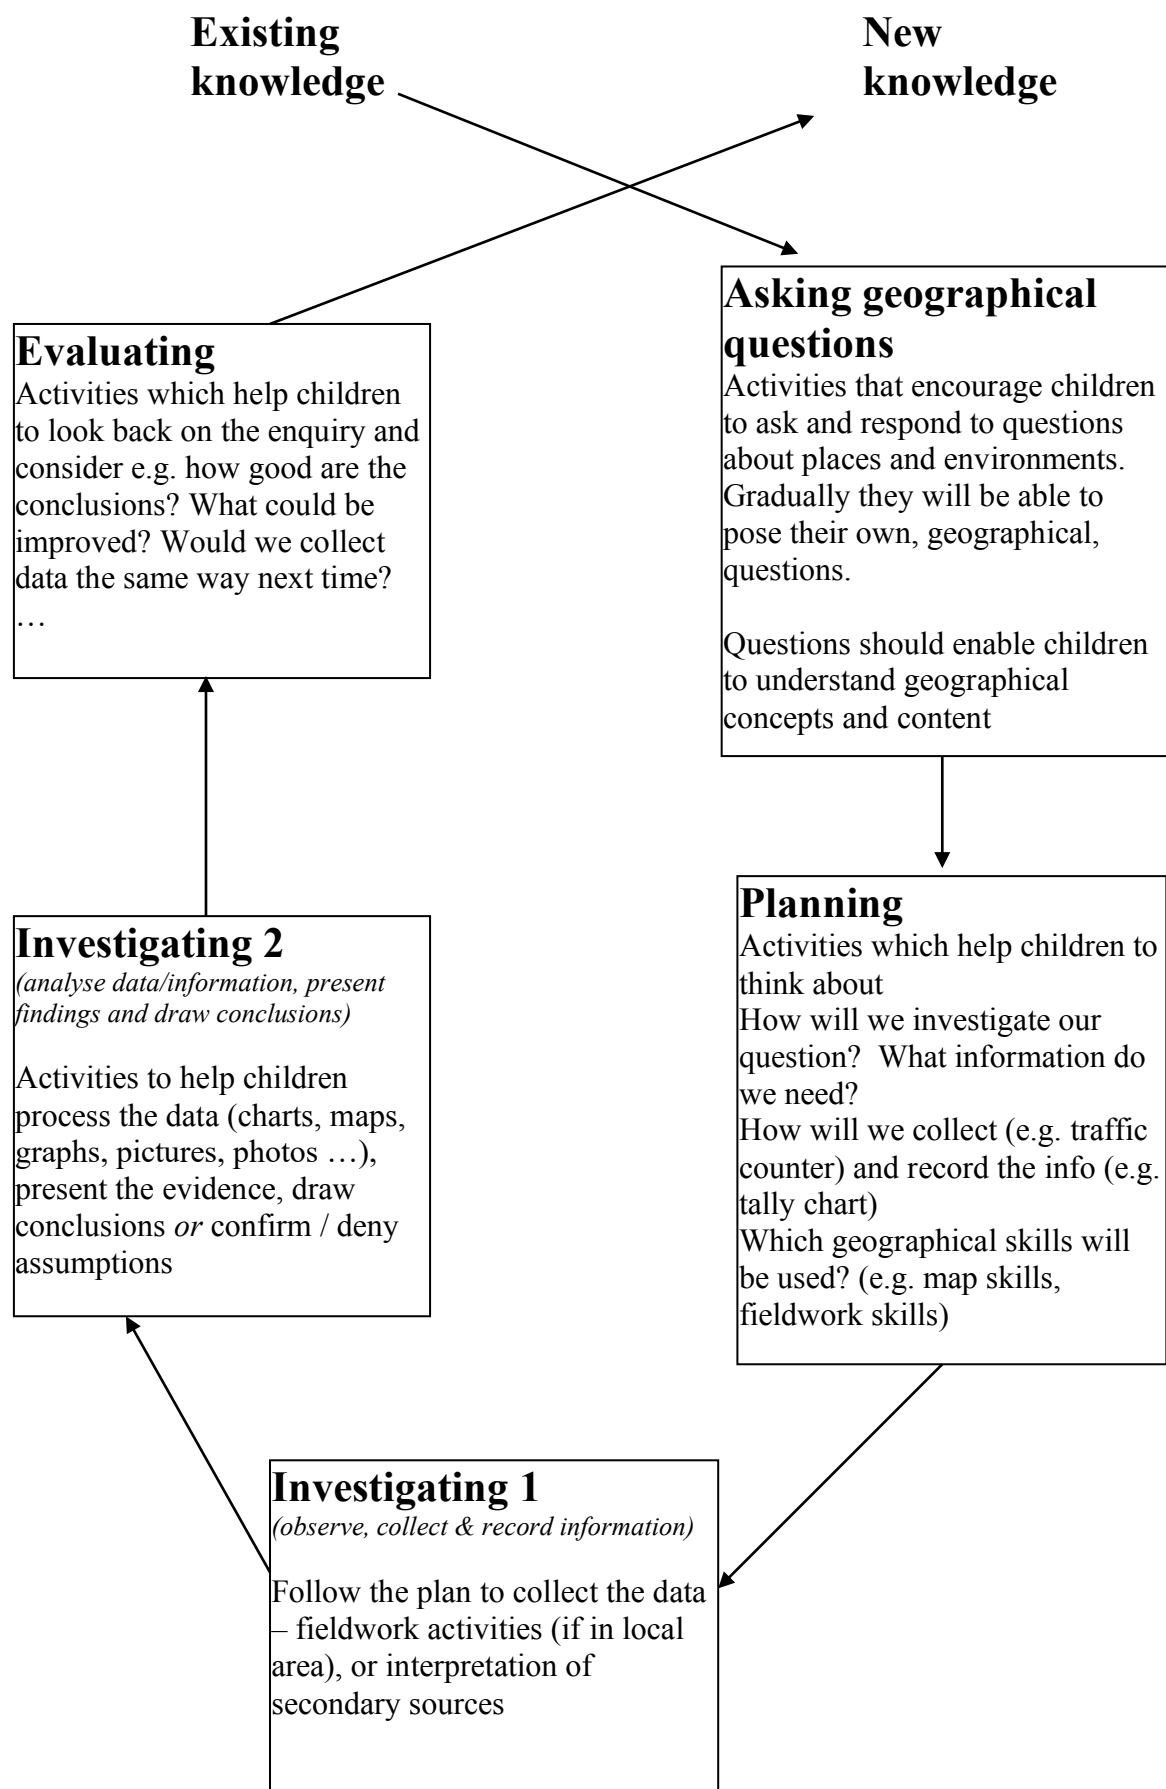 Existing
knowledge
New
knowledge
Asking geographical
questions
Activities that encourage children
to ask and respond to questions
about places and environments.
Gradually they will be able to
pose their own, geographical,
questions.
Questions should enable children
to understand geographical
concepts and content
Planning
Activities which help children to
think about
How will we investigate our
question?  What information do
we need?
How will we collect (e.g. traffic
counter) and record the info (e.g.
tally chart)
Which geographical skills will
be used? (e.g. map skills,
fieldwork skills)
Investigating 1
(observe, collect & record information)
Follow the plan to collect the data
– fieldwork activities (if in local
area), or interpretation of
secondary sources
Investigating 2
(analyse data/information, present
findings and draw conclusions)
Activities to help children
process the data (charts, maps,
graphs, pictures, photos …),
present the evidence, draw
conclusions or confirm / deny
assumptions
Evaluating
Activities which help children
to look back on the enquiry and
consider e.g. how good are the
conclusions? What could be
improved? Would we collect
data the same way next time?
…